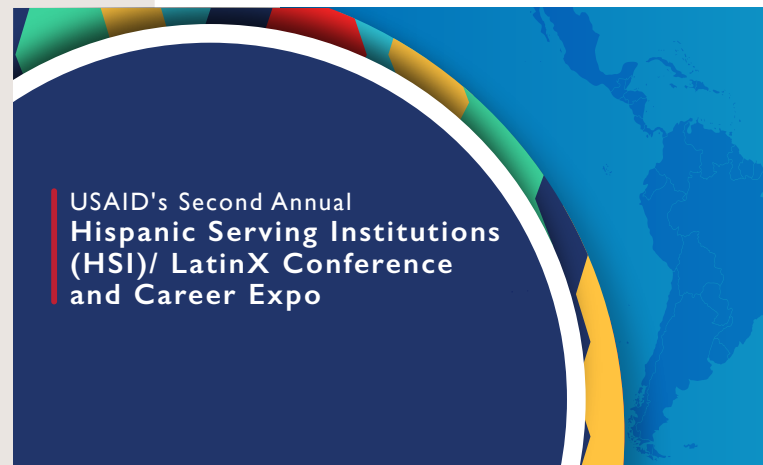 USAID's Second Annual
Hispanic Serving Institutions
(HSI)/ LatinX Conference
and Career Expo